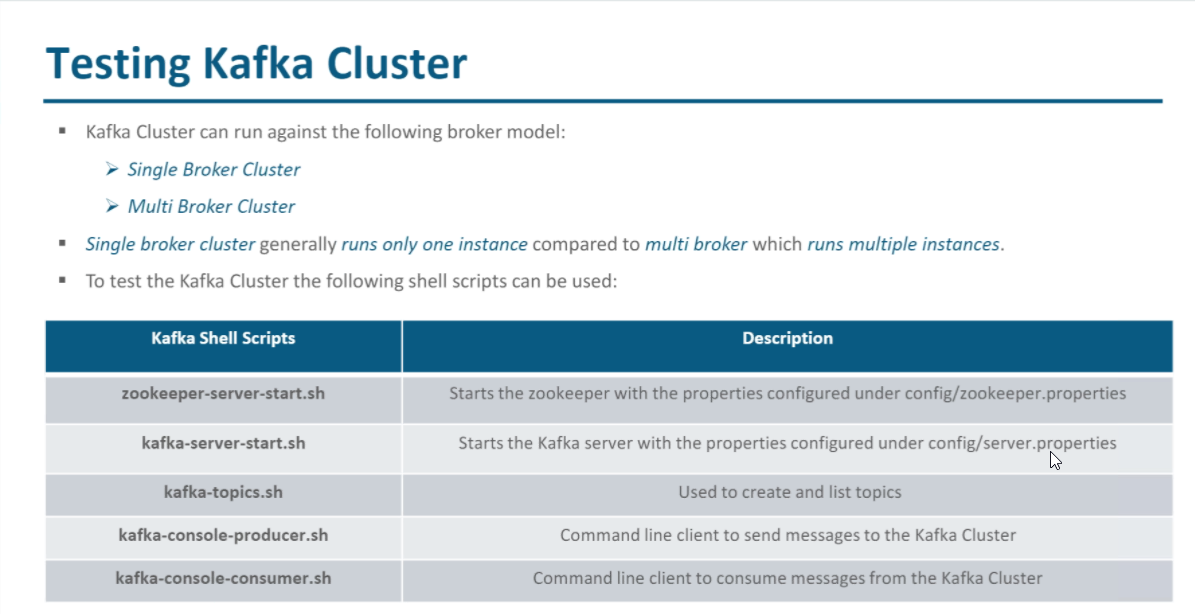 Testing Kafka Cluster
Kafka Cluster can run against the following broker model:
Single Broker Cluster
Multi Broker Cluster
Single broker cluster generally runs only one instance compared to multi broker which runs multiple instances.
To test the Kafka Cluster the following shell scripts can be used:
Kafka Shell Scripts Description
zookeeper-server-start.sh Starts the zookeeper with the properties configured under config/zookeeper.properties
kafka-server-start.sh Starts the Kafka server with the properties configured under config/server.properties
kafka-topics.sh Used to create and list topics
kafka-console-producer.sh Command line client to send messages to the Kafka Cluster
kafka-console-consumer.sh Command line client to consume messages from the Kafka Cluster